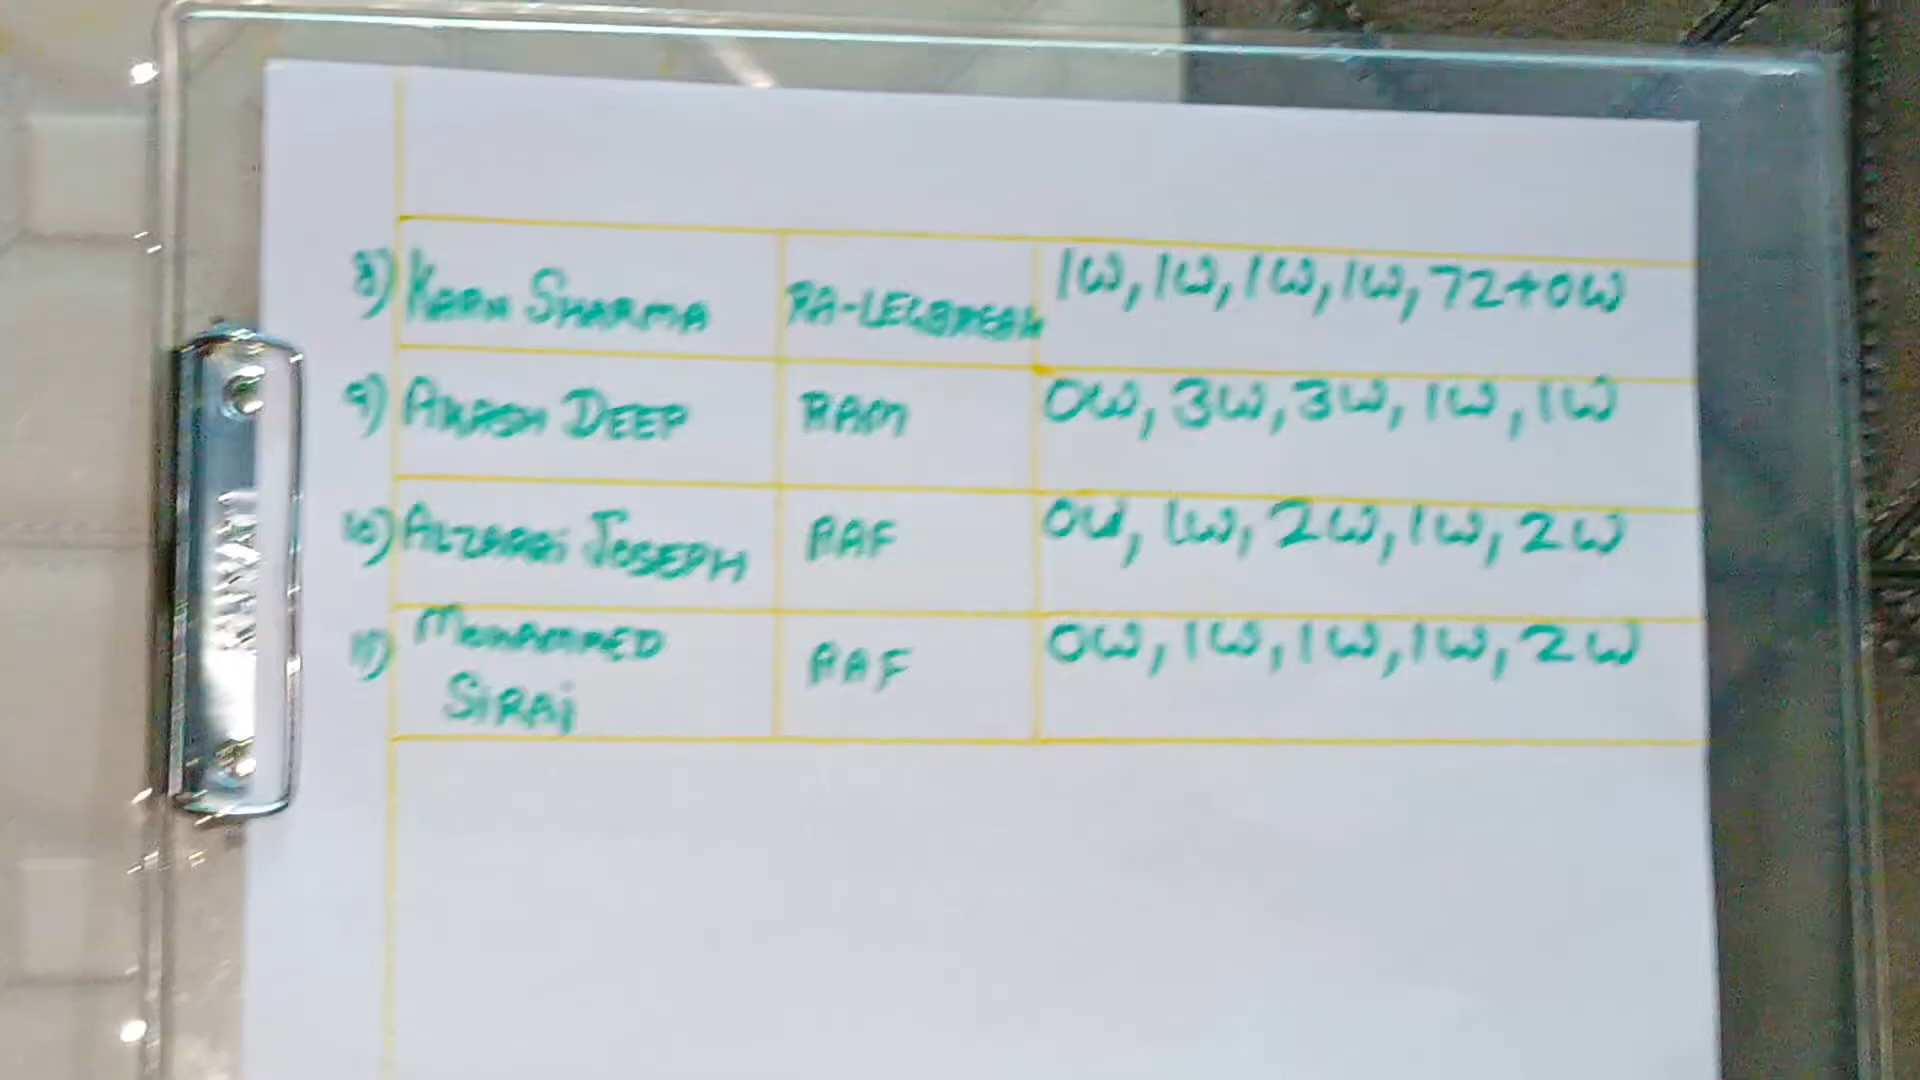 8) KARN SHARMA RA-LEGBREAK 1W, 1W, 1W, 1W, 72+0W
9) AKASH DEEP RAM 0W, 3W, 3W, 1W, 1W
10) ALZARRi JOSEPH RAF 0W, 1W, 2W, 1W, 2W
11) MUHAMMED RAF 0W, 1W, 1W, 1W, 2W
SiRAj